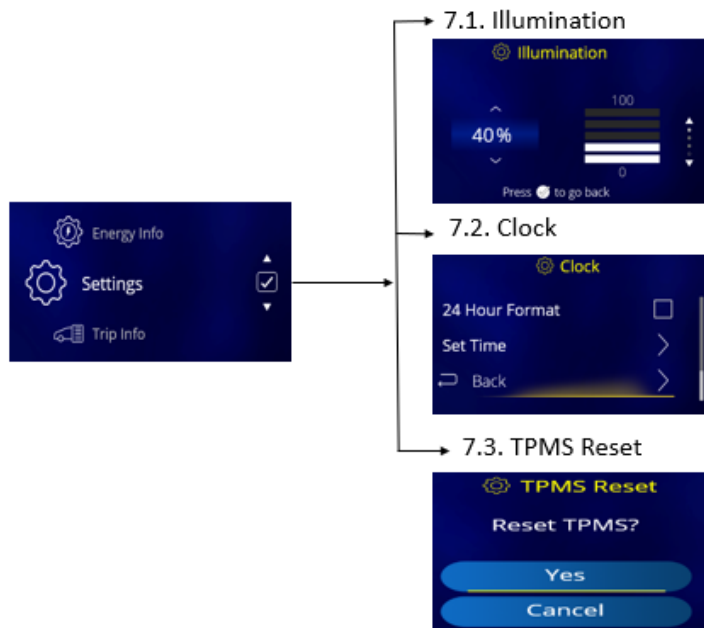 7.1. Illumination
Illumination
100
40%
0
Press to go back
Energy Info
Settings
Trip Info
7.2. Clock
Clock
24 Hour Format
Set Time
Back
7.3. TPMS Reset
TPMS Reset
Reset TPMS?
Yes
Cancel